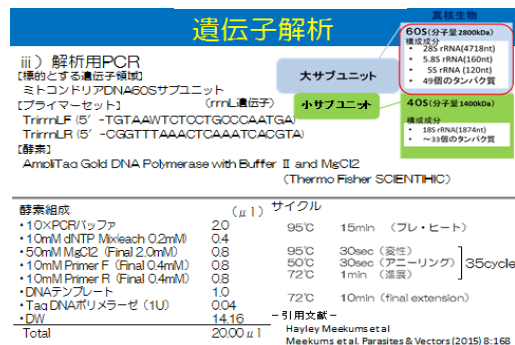 遺伝子解析
真核生物
60S(分子量2800kDa)
構成成分
• 28S rRNA(4718nt)
• 5.8S rRNA(160nt)
• 5S rRNA (120nt)
• 49個のタンパク質
大サブユニット
小サブユニット
40S(分子量1400kDa)
構成成分
• 18S rRNA(1874nt)
• ～33個のタンパク質
ⅲ）解析用PCR
【標的とする遺伝子領域】
ミトコンドリアDNA60Sサブユニット
【プライマーセット】 (rrnL遺伝子)
TrirrnLF (5′-TGTAAWTCTCCTGCCCAATGA)
TrirrnLR (5′-CGGTTTAAACTCAAATCACGTA)
【酵素】
AmpliTaq Gold DNA Polymerase with Buffer Ⅱ and MgCl2
(Thermo Fisher SCIENTIHIC)
酵素組成 (μl)
・10×PCRバッファ 2.0
・10mM dNTP Mix(each 0.2mM) 0.4
・50mM MgCl2 (Final 2.0mM) 0.8
・10mM Primer F (Final 0.4mM) 0.8
・10mM Primer R (Final 0.4mM) 0.8
・DNAテンプレート 1.0
・Taq DNAポリメラーゼ (1U) 0.04
・DW 14.16
Total 20.00μl
サイクル
95℃ 15min （プレ・ヒート）
95℃ 30sec（変性）
50℃ 30sec（アニーリング） 35cycle
72℃ 1min （進展）
72℃ 10min (final extension)
－引用文献－
Hayley Meekums et al
Meekums et al. Parasites & Vectors (2015) 8:168